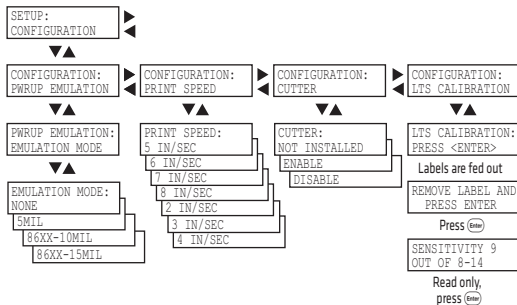 SETUP:
CONFIGURATION
CONFIGURATION:
PWRUP EMULATION
CONFIGURATION:
PRINT SPEED
CONFIGURATION:
CUTTER
CONFIGURATION:
LTS CALIBRATION
PWRUP EMULATION:
EMULATION MODE
PRINT SPEED:
5 IN/SEC
6 IN/SEC
7 IN/SEC
8 IN/SEC
2 IN/SEC
3 IN/SEC
4 IN/SEC
CUTTER:
NOT INSTALLED
ENABLE
DISABLE
LTS CALIBRATION:
PRESS <ENTER>
Labels are fed out
EMULATION MODE:
NONE
5MIL
86XX-10MIL
86XX-15MIL
REMOVE LABEL AND
PRESS ENTER
Press Enter
SENSITIVITY 9
OUT OF 8-14
Read only,
press Enter